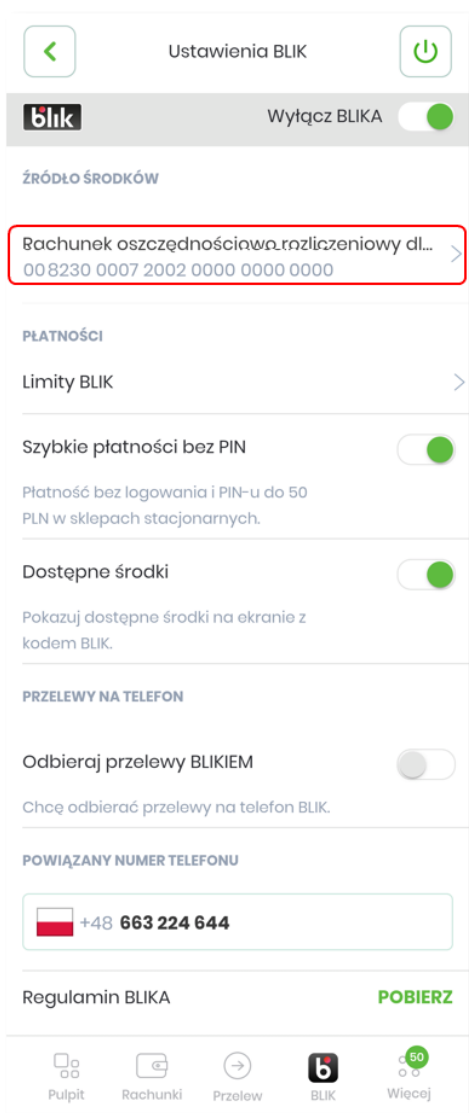 Ustawienia BLIK
blik
Wyłącz BLIKA
ŹRÓDŁO ŚRODKÓW
Rachunek oszczędnościowo rozliczeniowy dl...
00 8230 0007 2002 0000 0000 0000
PŁATNOŚCI
Limity BLIK
Szybkie płatności bez PIN
Płatność bez logowania i PIN-u do 50
PLN w sklepach stacjonarnych.
Dostępne środki
Pokazuj dostępne środki na ekranie z
kodem BLIK.
PRZELEWY NA TELEFON
Odbieraj przelewy BLIKIEM
Chcę odbierać przelewy na telefon BLIK.
POWIĄZANY NUMER TELEFONU
+48 663 224 644
Regulamin BLIKA
POBIERZ
50
Pulpit
Rachunki
Przelew
BLIK
Więcej